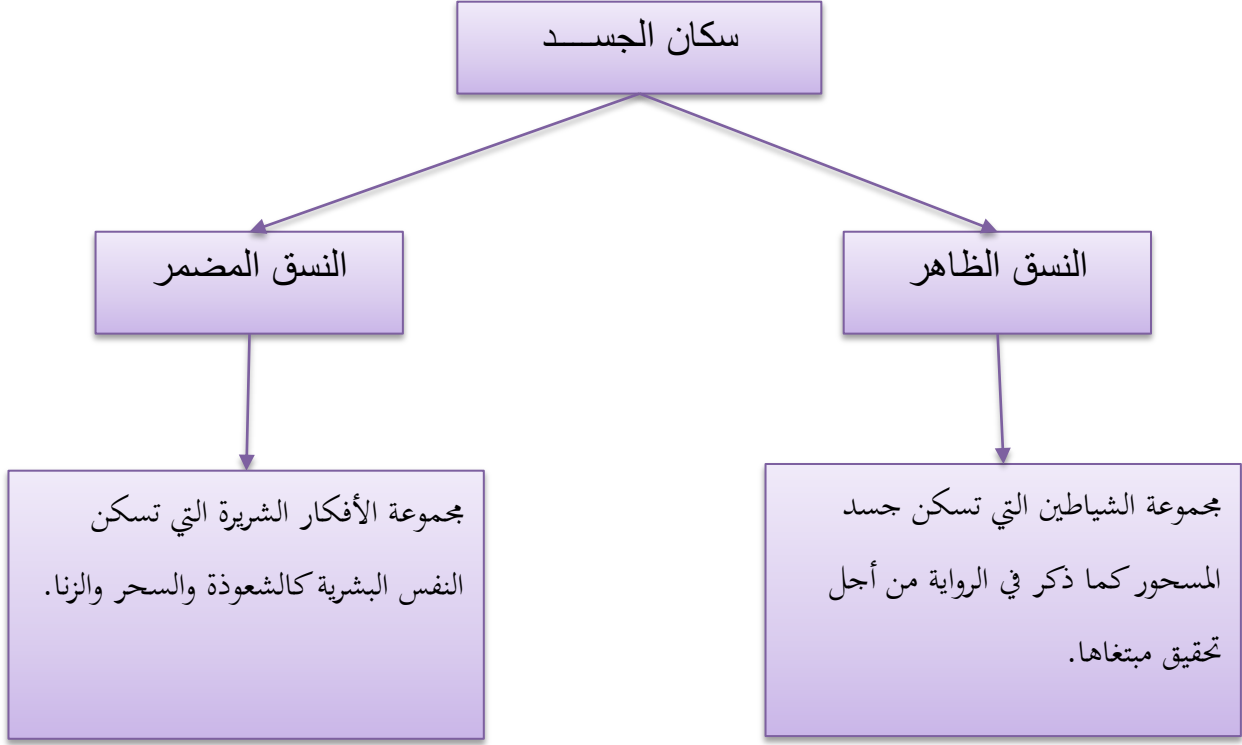 سكان الجســـد
النسق الظاهر
النسق المضمر
مجموعة الشياطين التي تسكن جسد
المسحور كما ذكر في الرواية من أجل
تحقيق مبتغاها.
مجموعة الأفكار الشريرة التي تسكن
النفس البشرية كالشعوذة والسحر والزنا.